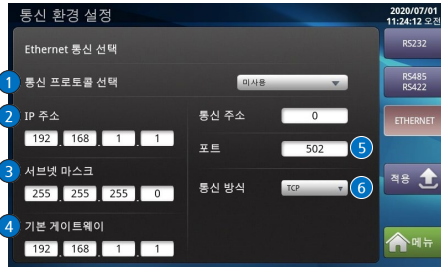 통신 환경 설정
2020/07/01
11:24:12 오전
Ethernet 통신 선택
RS232
1 통신 프로토콜 선택 미사용
RS485
RS422
2 IP 주소 통신 주소 0
ETHERNET
192 . 168 . 1 . 1
포트 502 5
3 서브넷 마스크
255 . 255 . 255 . 0
통신 방식 TCP 6
적용
4 기본 게이트웨이
192 . 168 . 1 . 1
메뉴